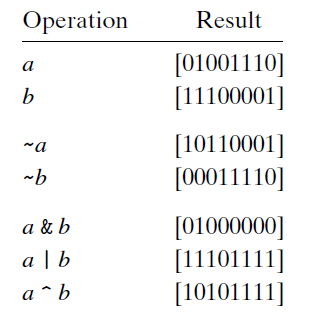 Operation Result
a [01001110]
b [11100001]
~a [10110001]
~b [00011110]
a & b [01000000]
a | b [11101111]
a ^ b [10101111]